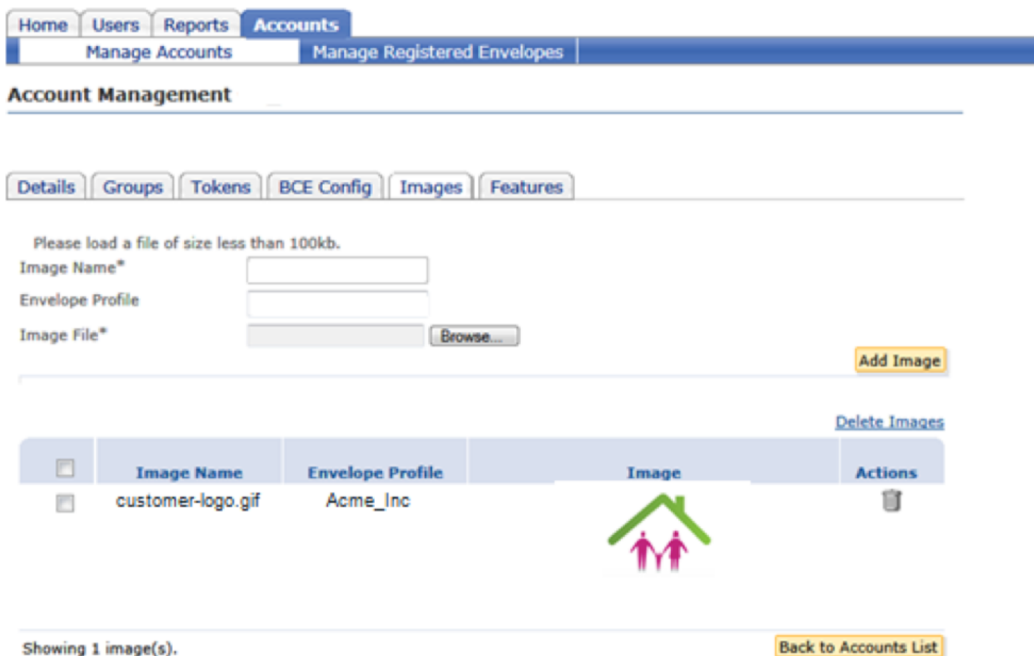 Home Users Reports Accounts
Manage Accounts Manage Registered Envelopes
Account Management
Details Groups Tokens BCE Config Images Features
Please load a file of size less than 100kb.
Image Name*
Envelope Profile
Image File* Browse...
Add Image
Delete Images
Image Name Envelope Profile Image Actions
customer-logo.gif Acme_Inc
Showing 1 image(s). Back to Accounts List